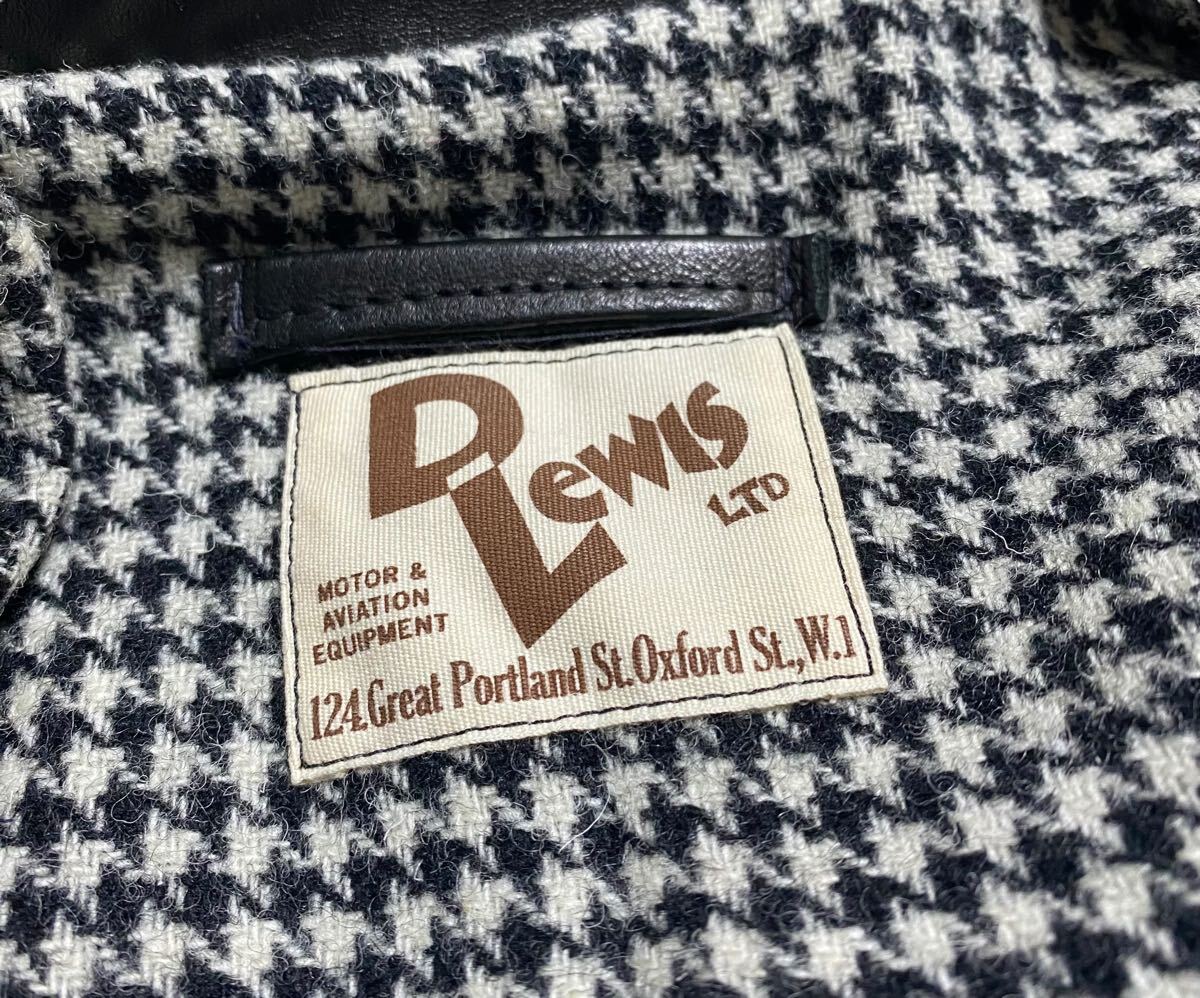 D Lewis
LTD
MOTOR &
AVIATION
EQUIPMENT
124.Great Portland St.Oxford St.,W.1